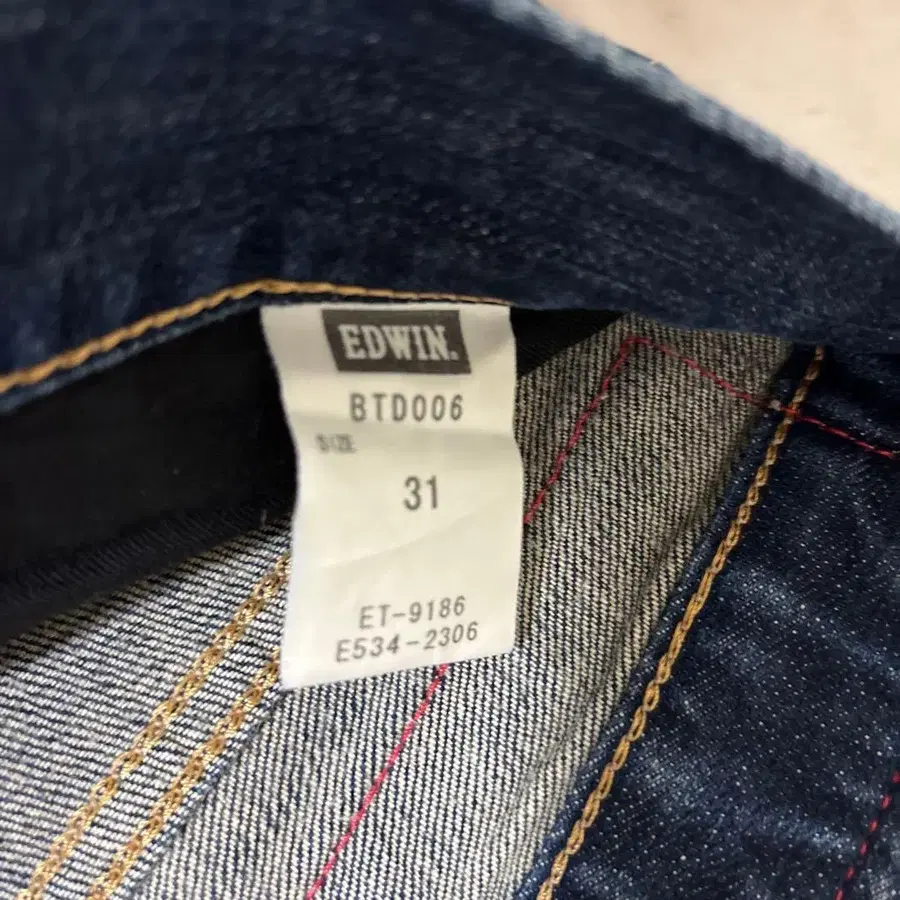 EDWIN.
BTD006
SIZE
31
ET-9186
E534-2306